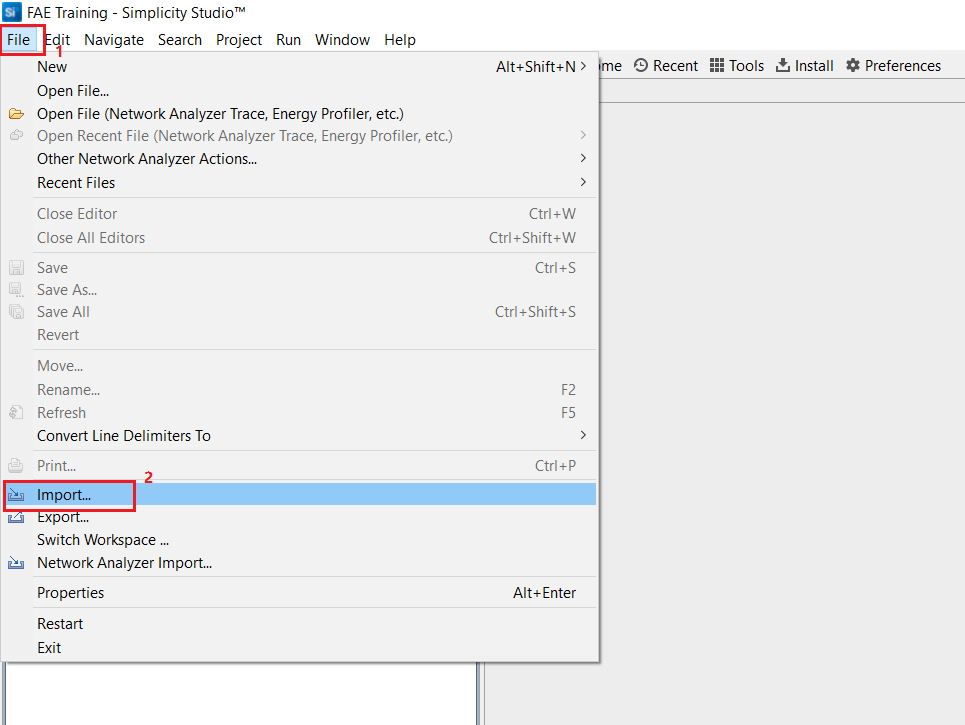 Si FAE Training - Simplicity Studio™
File Edit Navigate Search Project Run Window Help
1
New Alt+Shift+N
me Recent Tools Install Preferences
Open File...
Open File (Network Analyzer Trace, Energy Profiler, etc.)
Open Recent File (Network Analyzer Trace, Energy Profiler, etc.)
Other Network Analyzer Actions...
Recent Files
Close Editor Ctrl+W
Close All Editors Ctrl+Shift+W
Save Ctrl+S
Save As...
Save All Ctrl+Shift+S
Revert
Move...
Rename... F2
Refresh F5
Convert Line Delimiters To
Print... Ctrl+P
2
Import...
Export...
Switch Workspace ...
Network Analyzer Import...
Properties Alt+Enter
Restart
Exit